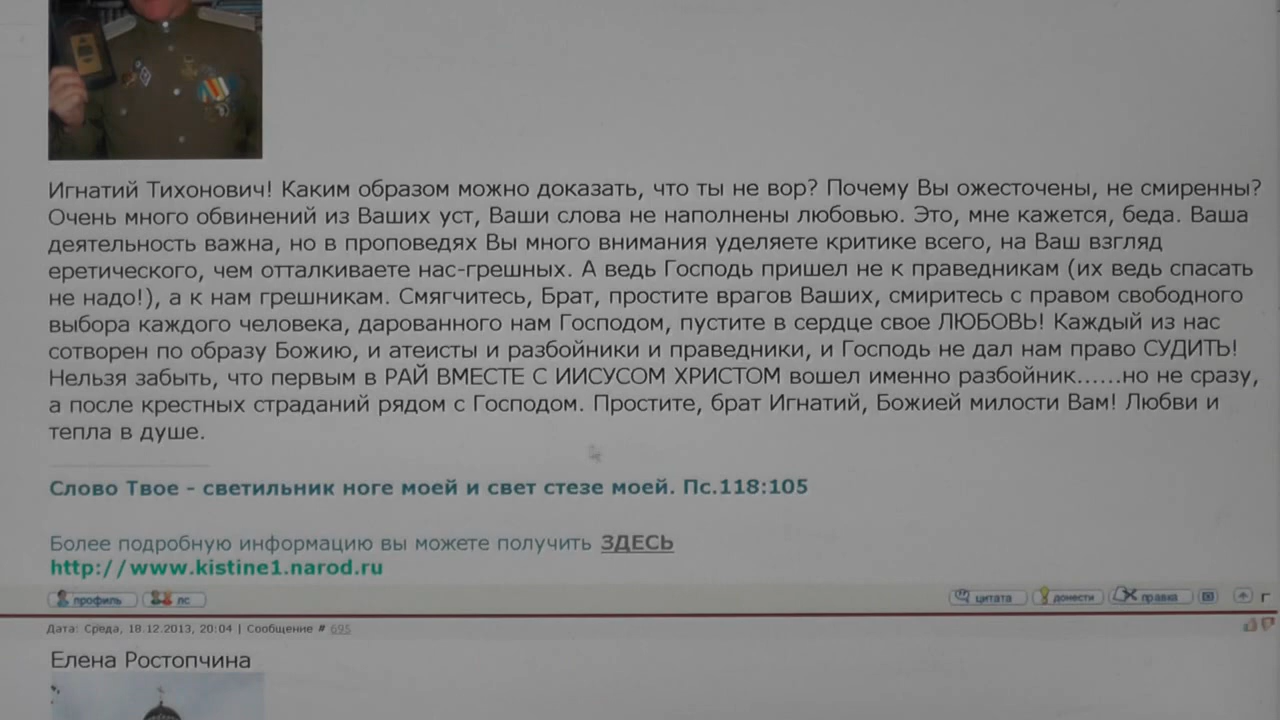 Игнатий Тихонович! Каким образом можно доказать, что ты не вор? Почему Вы ожесточены, не смиренны?
Очень много обвинений из Ваших уст, Ваши слова не наполнены любовью. Это, мне кажется, беда. Ваша
деятельность важна, но в проповедях Вы много внимания уделяете критике всего, на Ваш взгляд
еретического, чем отталкиваете нас-грешных. А ведь Господь пришел не к праведникам (их ведь спасать
не надо!), а к нам грешникам. Смягчитесь, Брат, простите врагов Ваших, смиритесь с правом свободного
выбора каждого человека, дарованного нам Господом, пустите в сердце свое ЛЮБОВЬ! Каждый из нас
сотворен по образу Божию, и атеисты и разбойники и праведники, и Господь не дал нам право СУДИТЬ!
Нельзя забыть, что первым в РАЙ ВМЕСТЕ С ИИСУСОМ ХРИСТОМ вошел именно разбойник......но не сразу,
а после крестных страданий рядом с Господом. Простите, брат Игнатий, Божией милости Вам! Любви и
тепла в душе.
Слово Твое - светильник ноге моей и свет стезе моей. Пс.118:105
Более подробную информацию вы можете получить ЗДЕСЬ
http://www.kistine1.narod.ru
профиль лс цитата донести правка г
Дата: Среда, 18.12.2013, 20:04 | Сообщение # 695
Елена Ростопчина